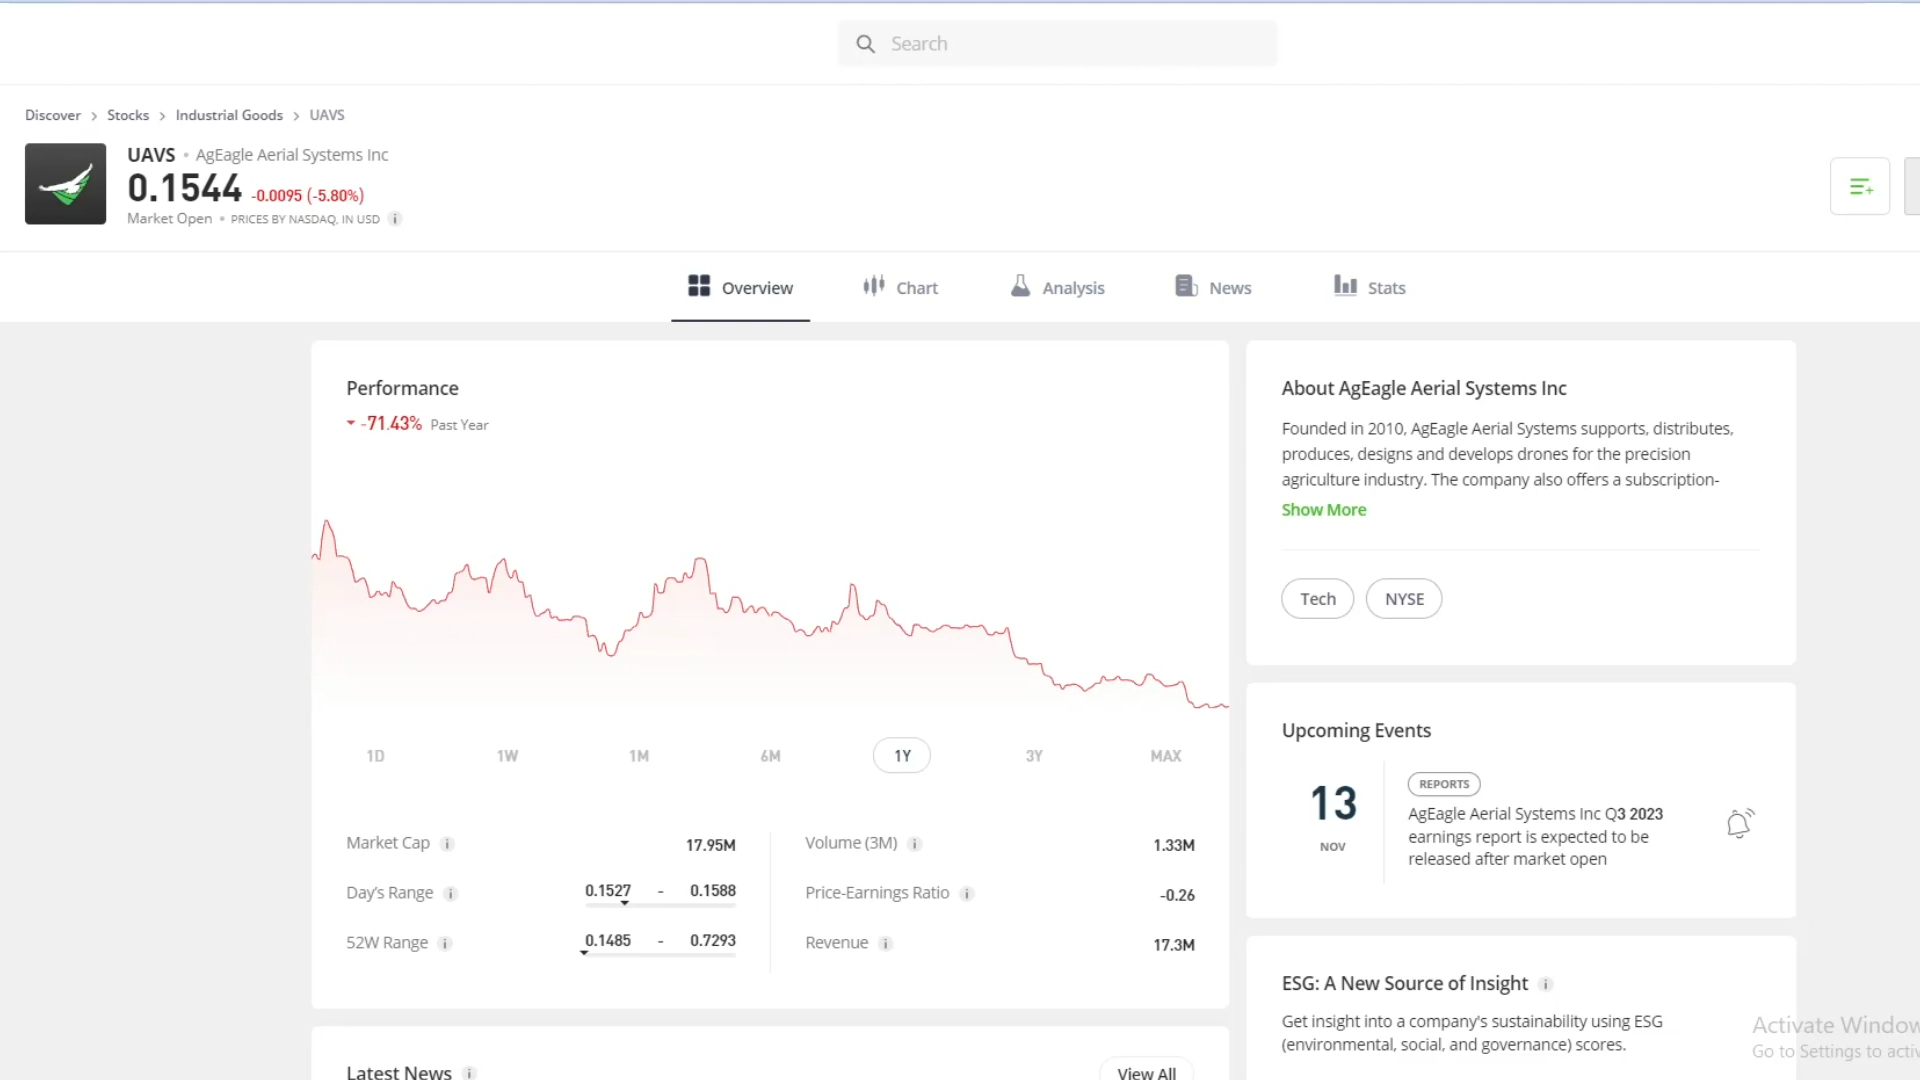 Search
Discover > Stocks > Industrial Goods > UAVS
UAVS • AgEagle Aerial Systems Inc
0.1544 -0.0095 (-5.80%)
Market Open • PRICES BY NASDAQ, IN USD i
Overview Chart Analysis News Stats
Performance
-71.43% Past Year
1D 1W 1M 6M 1Y 3Y MAX
Market Cap i 17.95M
Day's Range i 0.1527 - 0.1588
52W Range i 0.1485 - 0.7293
Volume (3M) i 1.33M
Price-Earnings Ratio i -0.26
Revenue i 17.3M
Latest News i View All
About AgEagle Aerial Systems Inc
Founded in 2010, AgEagle Aerial Systems supports, distributes,
produces, designs and develops drones for the precision
agriculture industry. The company also offers a subscription-
Show More
Tech NYSE
Upcoming Events
13
NOV
REPORTS
AgEagle Aerial Systems Inc Q3 2023
earnings report is expected to be
released after market open
ESG: A New Source of Insight i
Get insight into a company's sustainability using ESG
(environmental, social, and governance) scores.
Activate Window
Go to Settings to activ